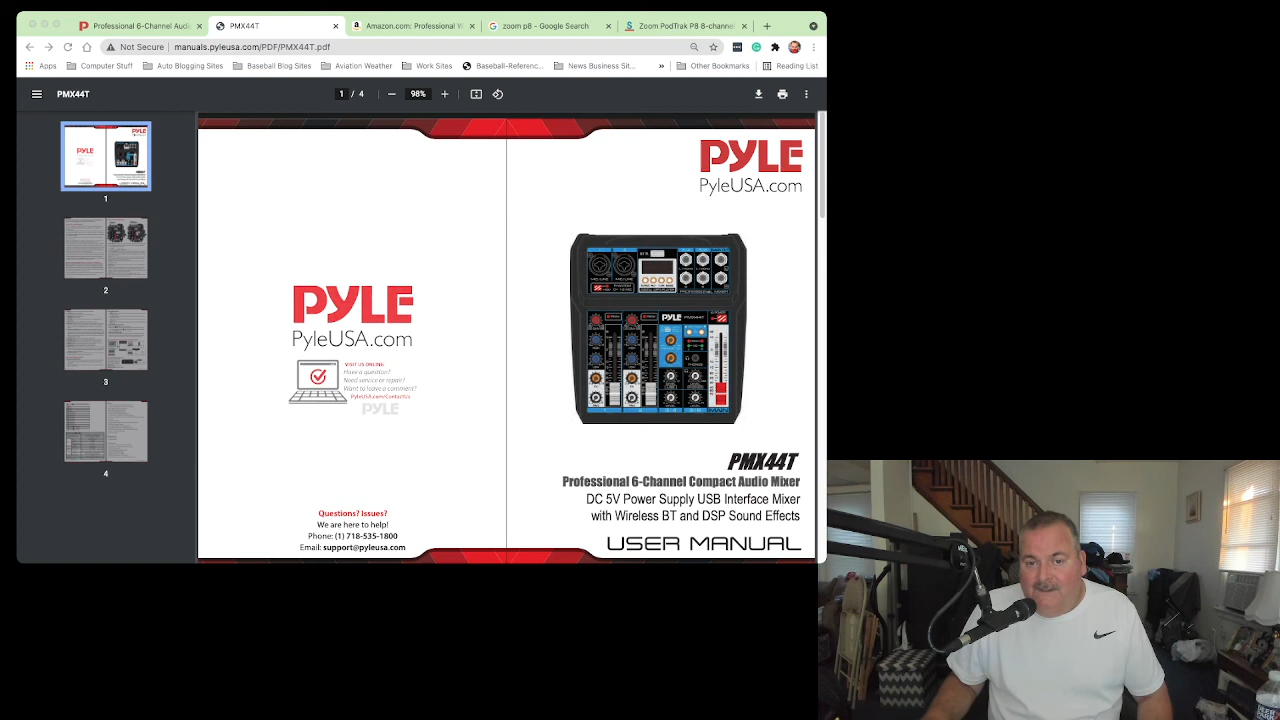 Professional 6-Channel Audi
PMX44T
Amazon.com: Professional W
zoom p8 - Google Search
Zoom PodTrak P8 8-channel
Not Secure | manuals.pyleusa.com/PDF/PMX44T.pdf
Apps
Computer Stuff
Auto Blogging Sites
Baseball Blog Sites
Aviation Weather
Work Sites
Baseball-Referenc...
News Business Sit...
»
Other Bookmarks
Reading List
PMX44T
1 / 4
98%
1
2
3
4
PYLE
PyleUSA.com
PYLE
PyleUSA.com
VISIT US ONLINE:
Have a question?
Need service or repair?
Want to leave a comment?
PyleUSA.com/ContactUs
PYLE
PYLE PMX44T
PMX44T
Professional 6-Channel Compact Audio Mixer
DC 5V Power Supply USB Interface Mixer
with Wireless BT and DSP Sound Effects
USER MANUAL
Questions? Issues?
We are here to help!
Phone: (1) 718-535-1800
Email: support@pyleusa.com